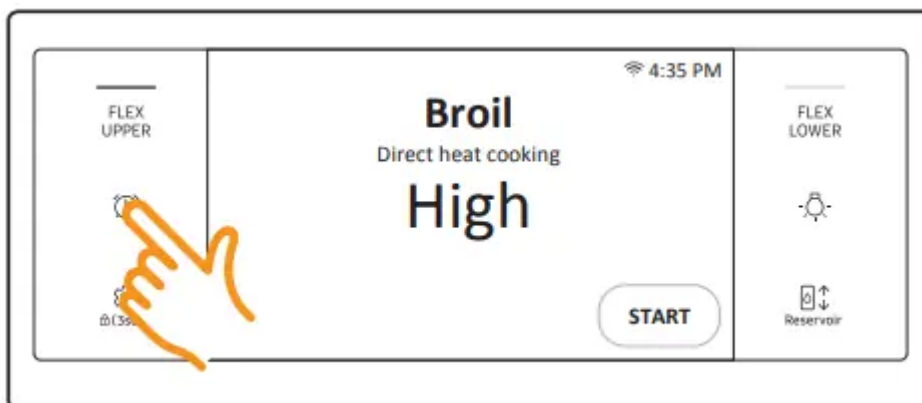 4:35 PM
FLEX
UPPER
Broil
Direct heat cooking
High
START
FLEX
LOWER
Reservoir